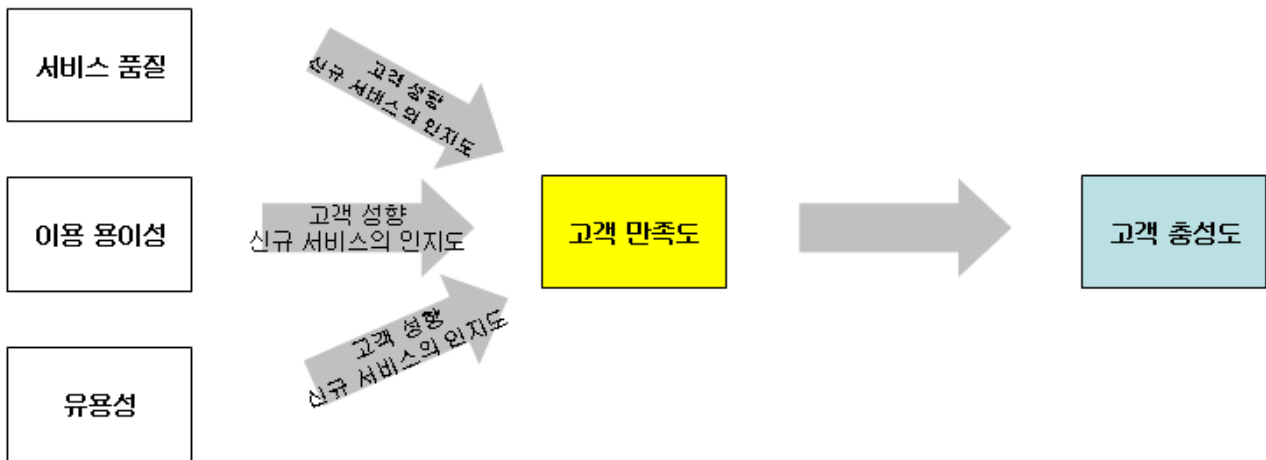 서비스 품질
고객 성향
신규 서비스의 인지도
이용 용이성
고객 성향
신규 서비스의 인지도
고객 만족도
고객 충성도
유용성
고객 성향
신규 서비스의 인지도